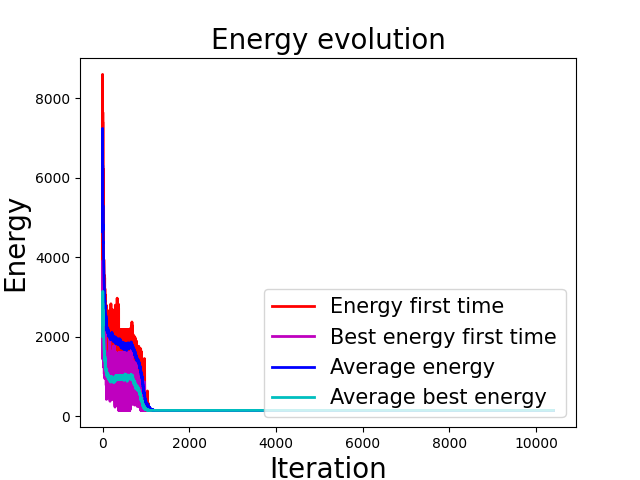 Energy evolution
Energy
8000
6000
4000
2000
0
Energy first time
Best energy first time
Average energy
Average best energy
0 2000 4000 6000 8000 10000
Iteration